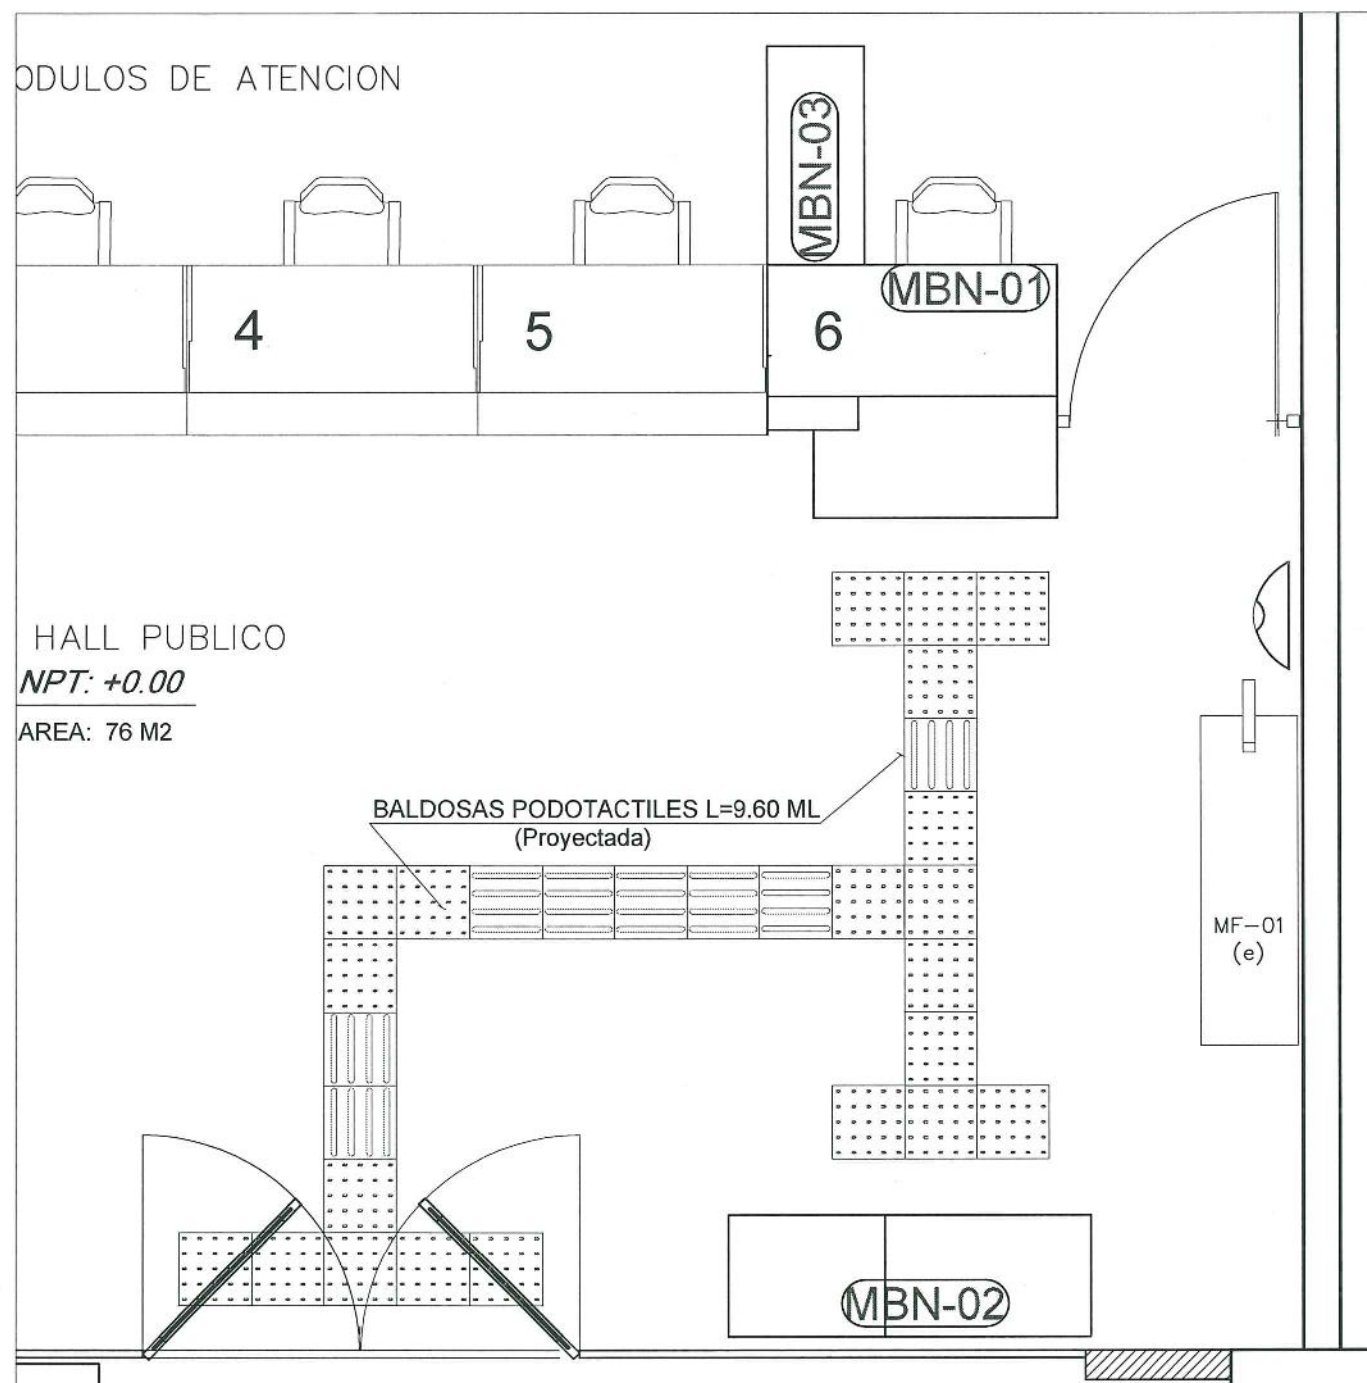 ODULOS DE ATENCION
MBN-03
MBN-01
4
5
6
HALL PUBLICO
NPT: +0.00
AREA: 76 M2
BALDOSAS PODOTACTILES L=9.60 ML
(Proyectada)
MF-01
(e)
MBN-02